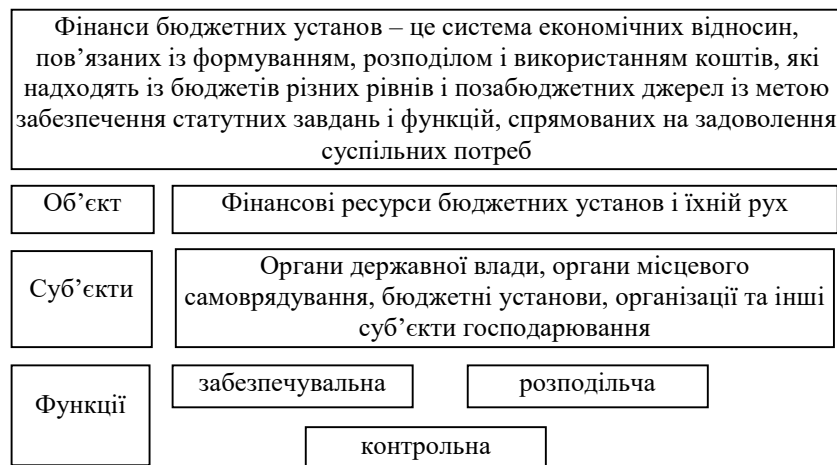 Фінанси бюджетних установ – це система економічних відносин,
пов’язаних із формуванням, розподілом і використанням коштів, які
надходять із бюджетів різних рівнів і позабюджетних джерел із метою
забезпечення статутних завдань і функцій, спрямованих на задоволення
суспільних потреб
Об’єкт
Фінансові ресурси бюджетних установ і їхній рух
Суб’єкти
Органи державної влади, органи місцевого
самоврядування, бюджетні установи, організації та інші
суб’єкти господарювання
Функції
забезпечувальна
розподільча
контрольна